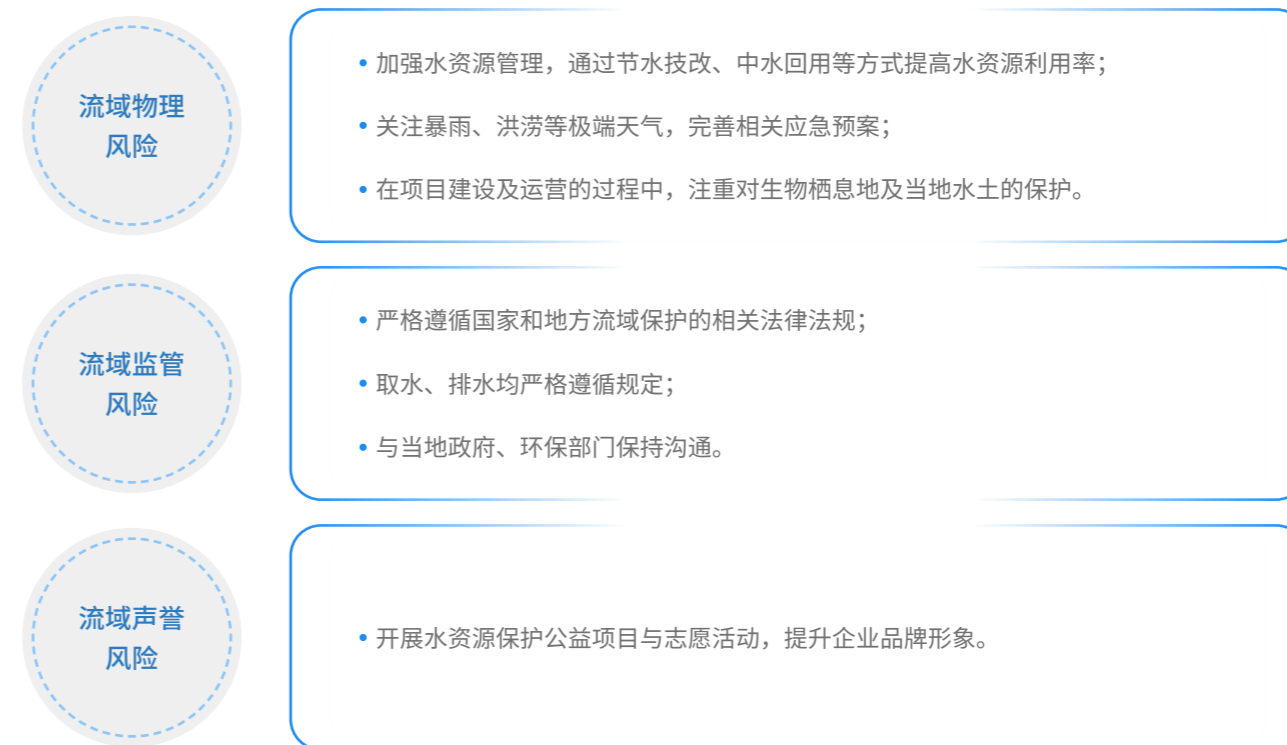 流域物理
风险
• 加强水资源管理，通过节水技改、中水回用等方式提高水资源利用率；
• 关注暴雨、洪涝等极端天气，完善相关应急预案；
• 在项目建设及运营的过程中，注重对生物栖息地及当地水土的保护。
流域监管
风险
• 严格遵循国家和地方流域保护的相关法律法规；
• 取水、排水均严格遵循规定；
• 与当地政府、环保部门保持沟通。
流域声誉
风险
• 开展水资源保护公益项目与志愿活动，提升企业品牌形象。